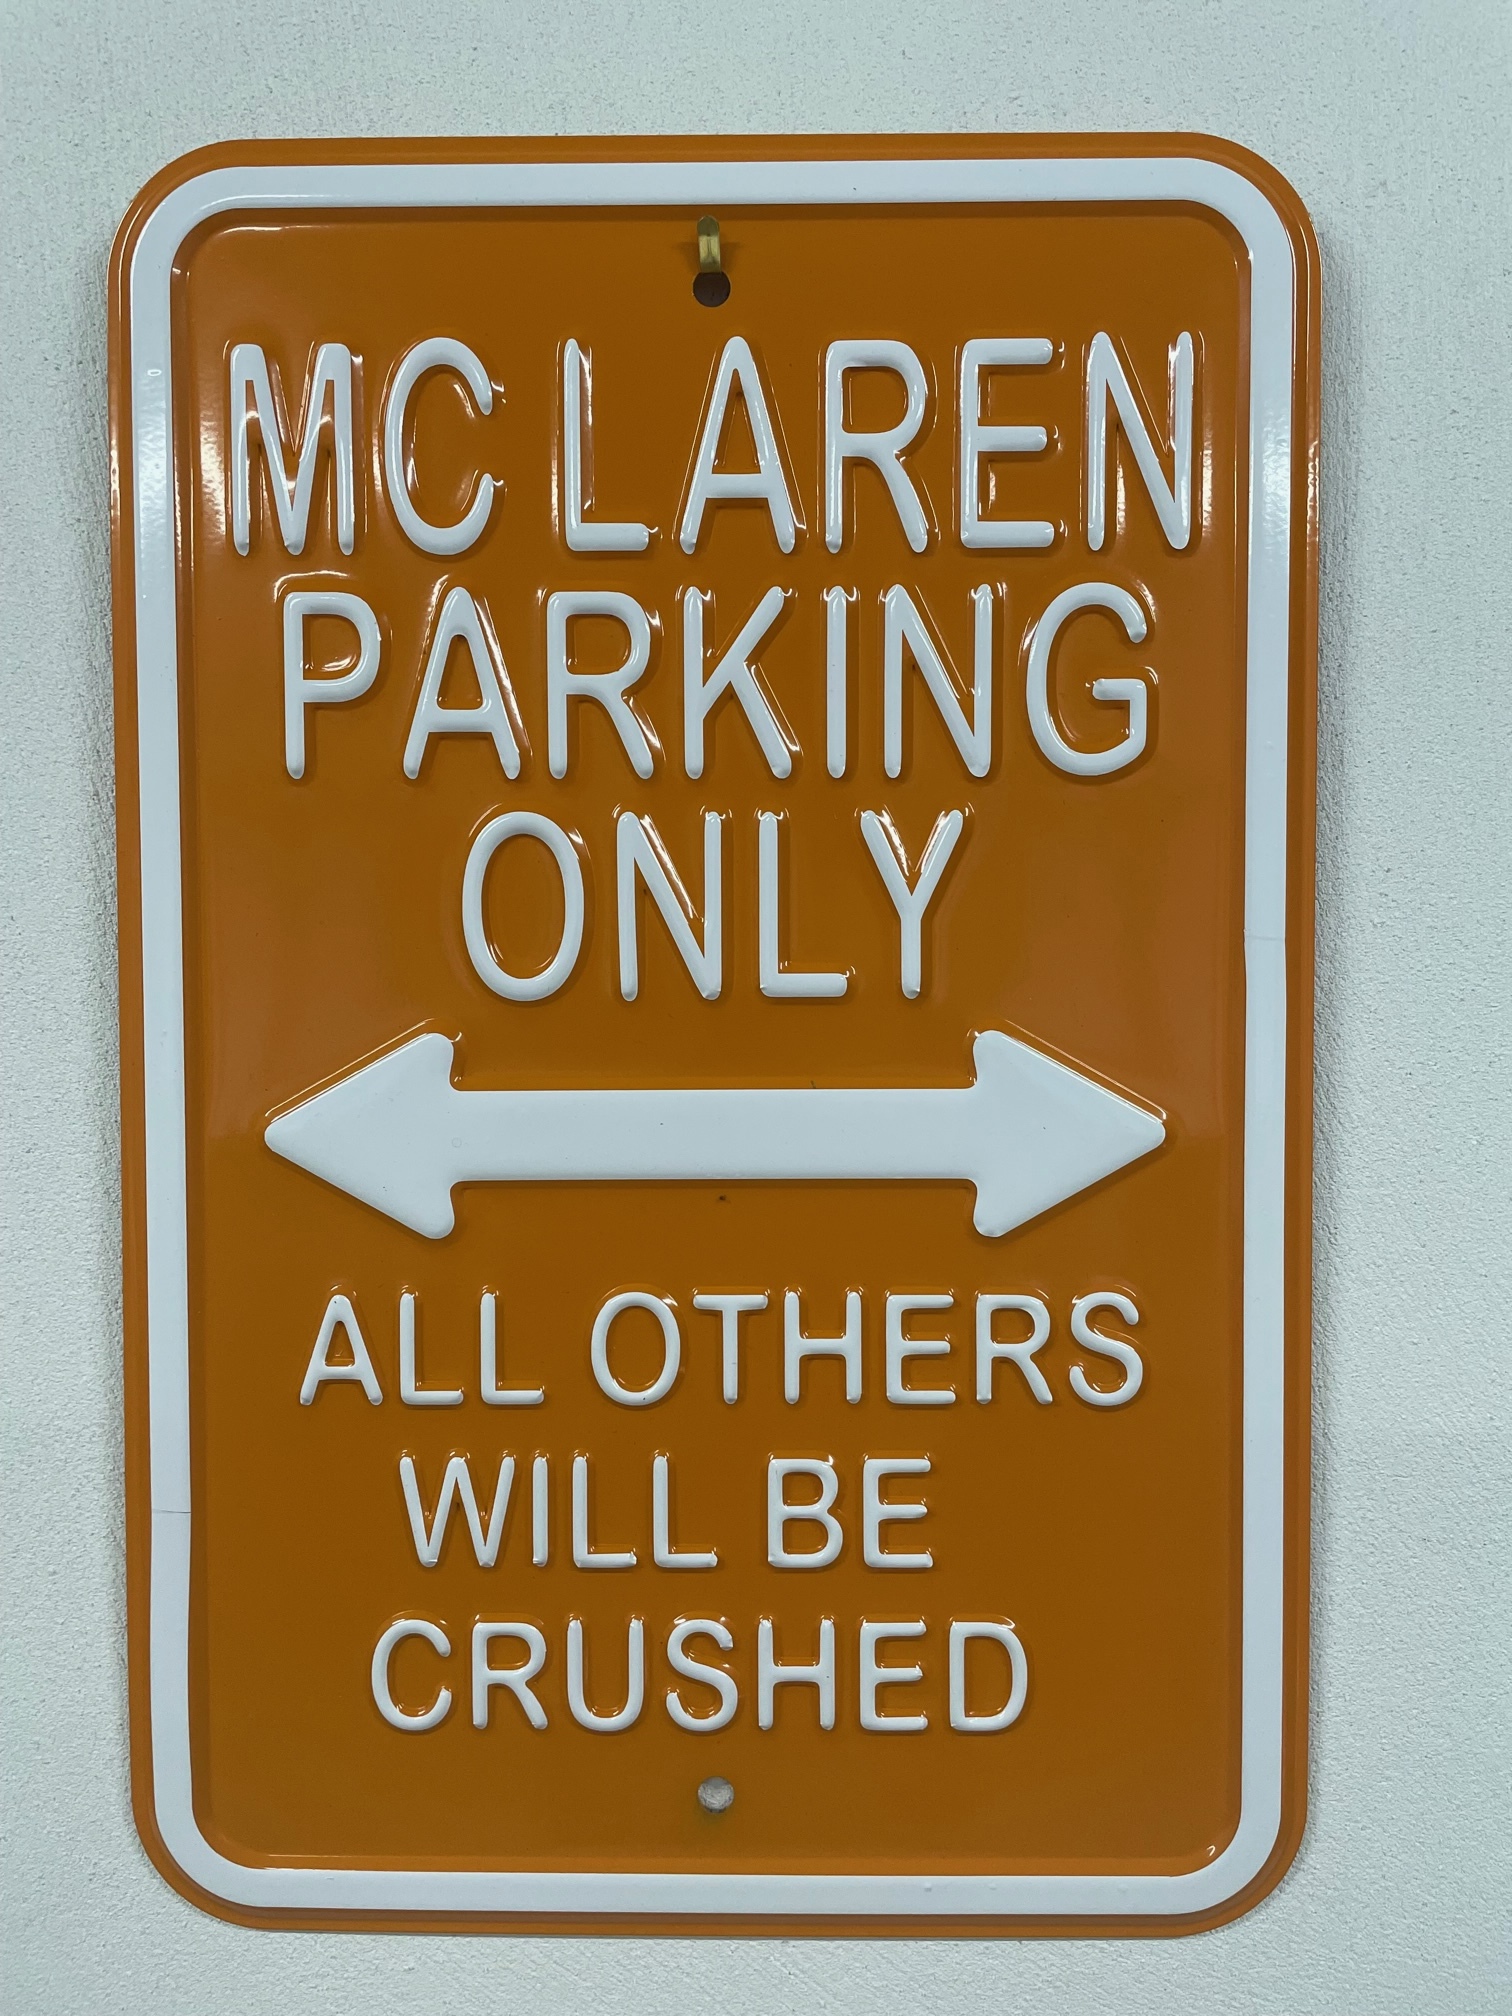 MC LAREN
PARKING
ONLY
ALL OTHERS
WILL BE
CRUSHED